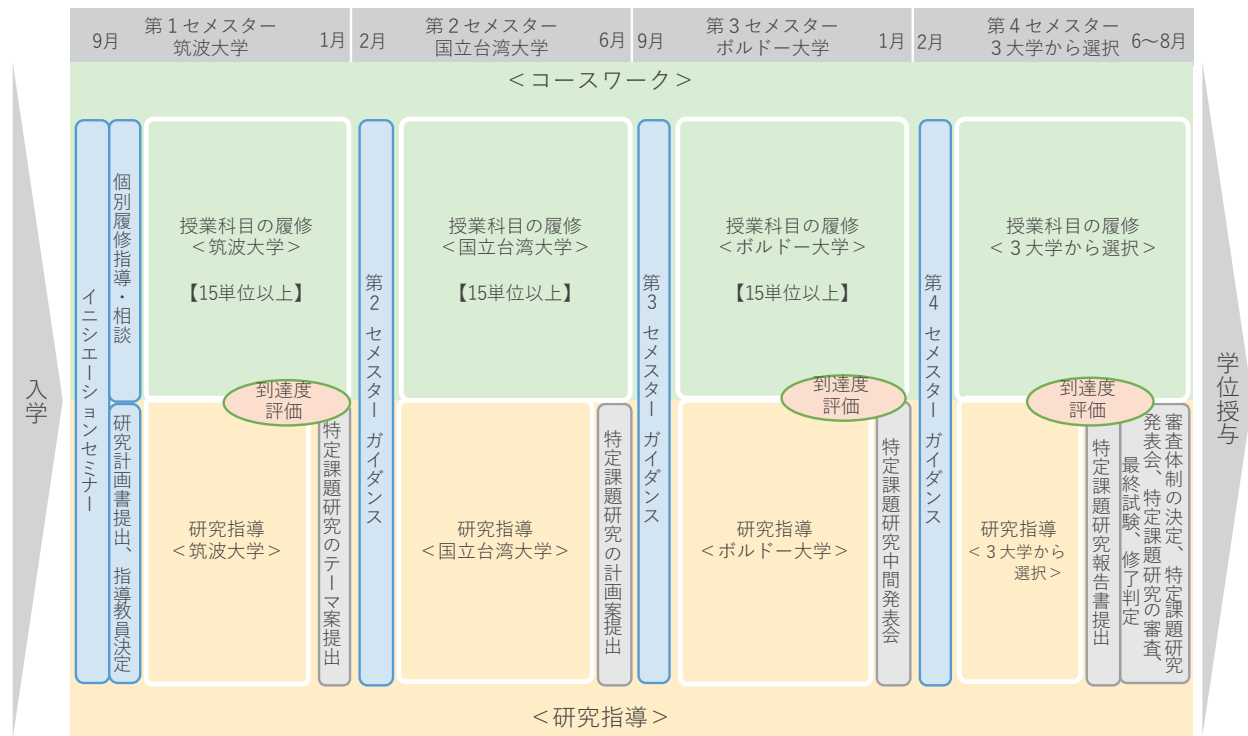 第１セメスター
9月
筑波大学
1月
2月
第２セメスター
国立台湾大学
6月
9月
第３セメスター
ボルドー大学
1月
2月
第４セメスター
３大学から選択
6～8月
＜コースワーク＞
入学
イニシエーションセミナー
個別履修指導・相談
授業科目の履修
＜筑波大学＞
【15単位以上】
第２セメスター ガイダンス
授業科目の履修
＜国立台湾大学＞
【15単位以上】
第３セメスター ガイダンス
授業科目の履修
＜ボルドー大学＞
【15単位以上】
第４セメスター ガイダンス
授業科目の履修
＜３大学から選択＞
到達度
評価
到達度
評価
到達度
評価
研究計画書提出、指導教員決定
研究指導
＜筑波大学＞
特定課題研究のテーマ案提出
研究指導
＜国立台湾大学＞
特定課題研究の計画案提出
研究指導
＜ボルドー大学＞
特定課題研究中間発表会
研究指導
＜３大学から
選択＞
特定課題研究報告書提出
審査体制の決定、特定課題研究
発表会、特定課題研究の審査、
最終試験、修了判定
学位授与
＜研究指導＞